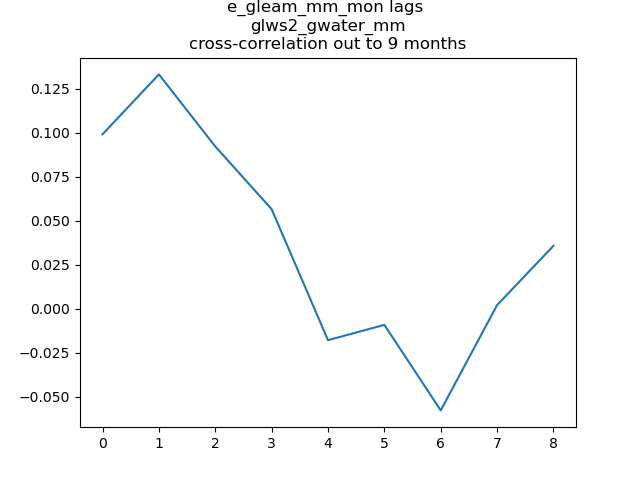 e_gleam_mm_mon lags
glws2_gwater_mm
cross-correlation out to 9 months
0.125
0.100
0.075
0.050
0.025
0.000
−0.025
−0.050
0 1 2 3 4 5 6 7 8